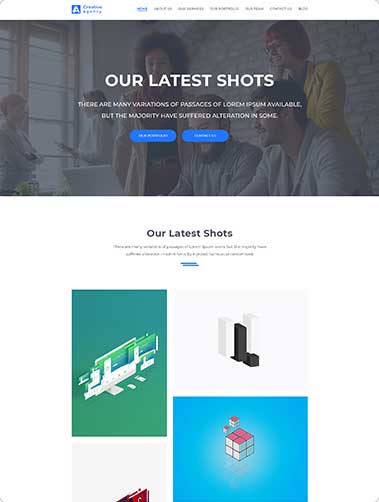 Creative
Agency
HOME ABOUT US OUR SERVICES OUR PORTFOLIO OUR TEAM CONTACT US BLOG
OUR LATEST SHOTS
THERE ARE MANY VARIATIONS OF PASSAGES OF LOREM IPSUM AVAILABLE,
BUT THE MAJORITY HAVE SUFFERED ALTERATION IN SOME.
OUR PORTFOLIO CONTACT US
Our Latest Shots
There are many variations of passages of Lorem Ipsum available but the majority have
suffered alteration in some form, by injected humour, or randomised.